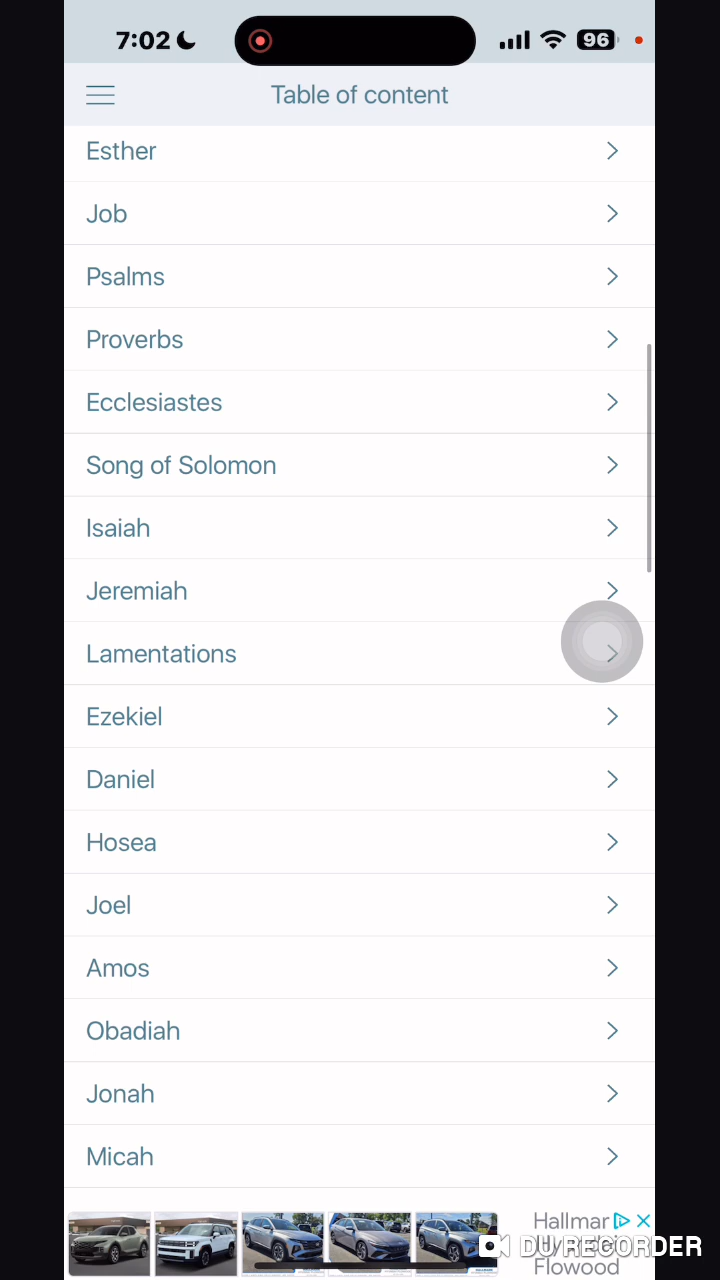 7:02
96
Table of content
Esther
Job
Psalms
Proverbs
Ecclesiastes
Song of Solomon
Isaiah
Jeremiah
Lamentations
Ezekiel
Daniel
Hosea
Joel
Amos
Obadiah
Jonah
Micah
Hallmar
DU RECORDER
Flowood